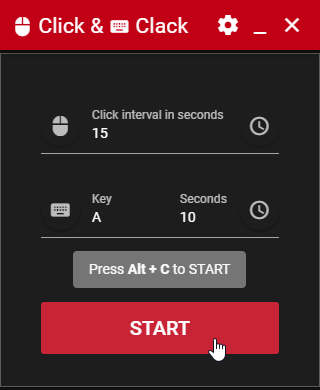 Click & Clack
Click interval in seconds
15
Key Seconds
A 10
Press Alt + C to START
START